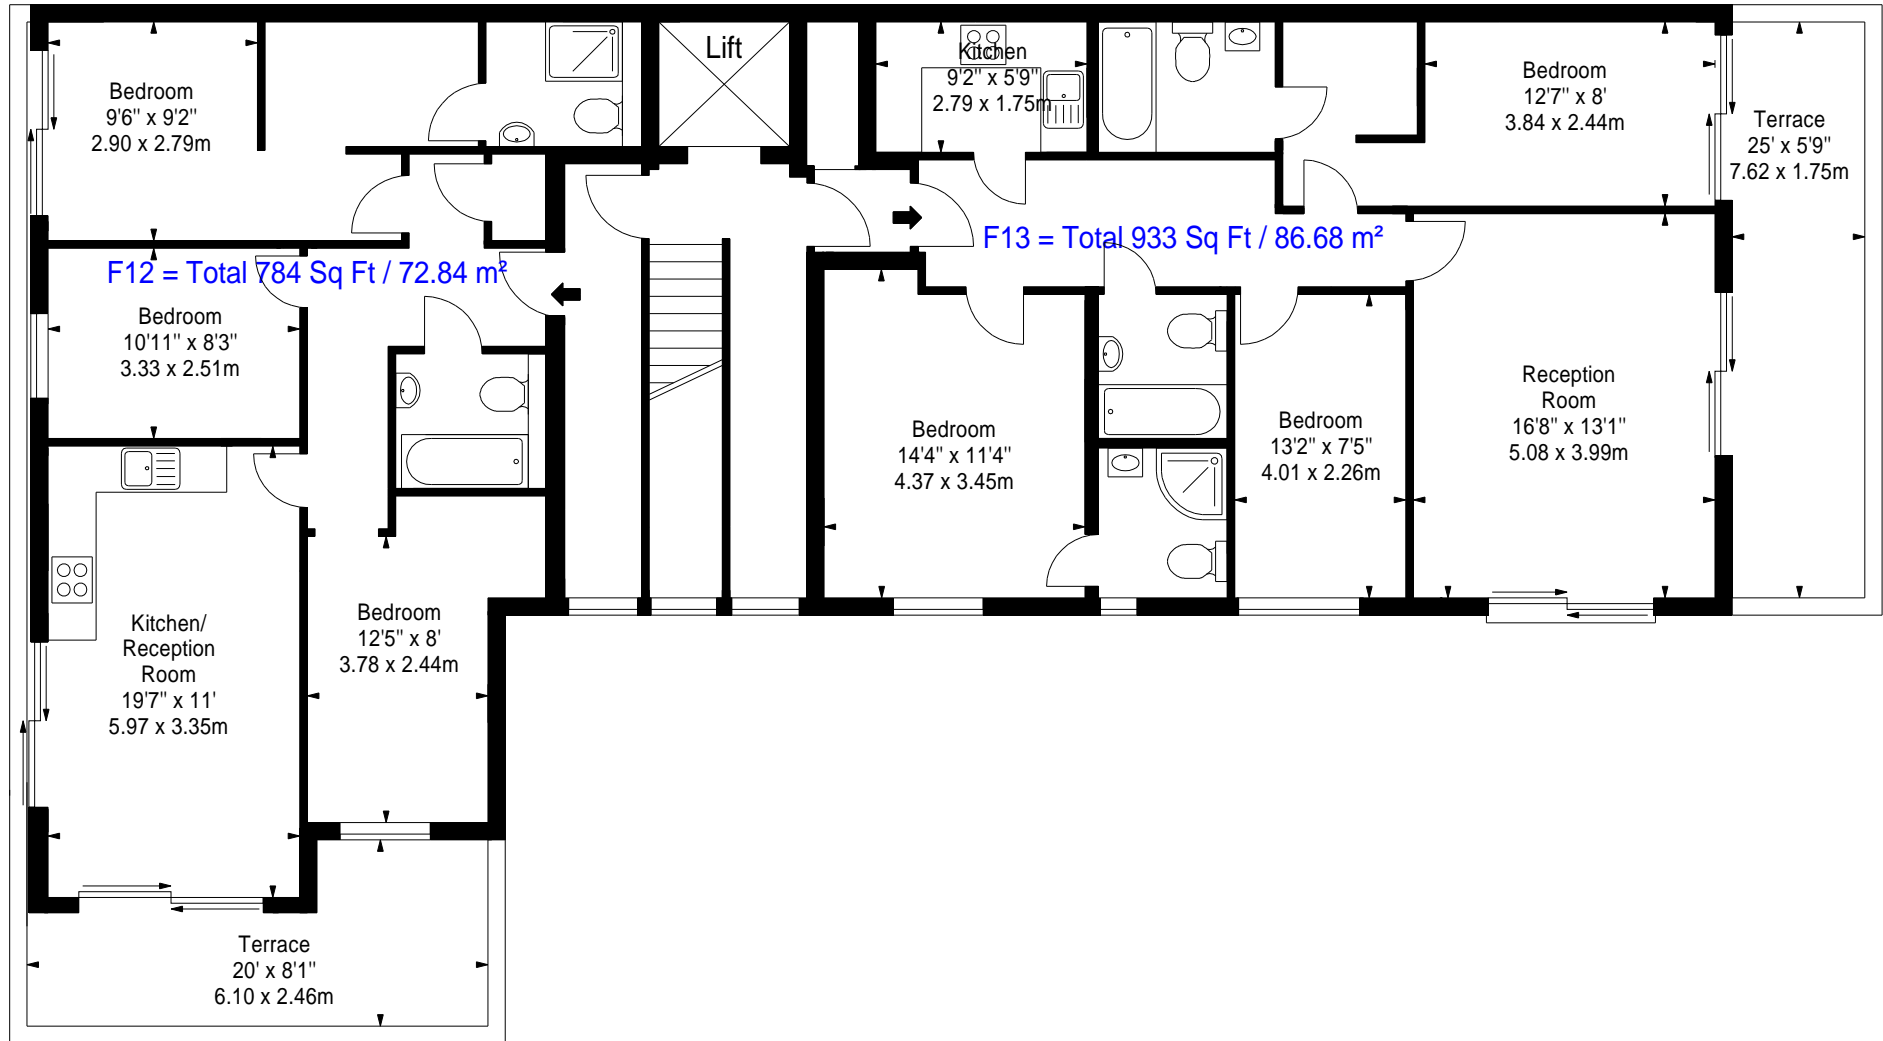 Lift
Kitchen
9'2" x 5'9"
2.79 x 1.75m
Bedroom
9'6" x 9'2"
2.90 x 2.79m
Bedroom
12'7" x 8'
3.84 x 2.44m
Terrace
25' x 5'9"
7.62 x 1.75m
F13 = Total 933 Sq Ft / 86.68 m²
F12 = Total 784 Sq Ft / 72.84 m²
Bedroom
10'11" x 8'3"
3.33 x 2.51m
Reception
Room
16'8" x 13'1"
5.08 x 3.99m
Bedroom
14'4" x 11'4"
4.37 x 3.45m
Bedroom
13'2" x 7'5"
4.01 x 2.26m
Kitchen/
Reception
Room
19'7" x 11'
5.97 x 3.35m
Bedroom
12'5" x 8'
3.78 x 2.44m
Terrace
20' x 8'1"
6.10 x 2.46m